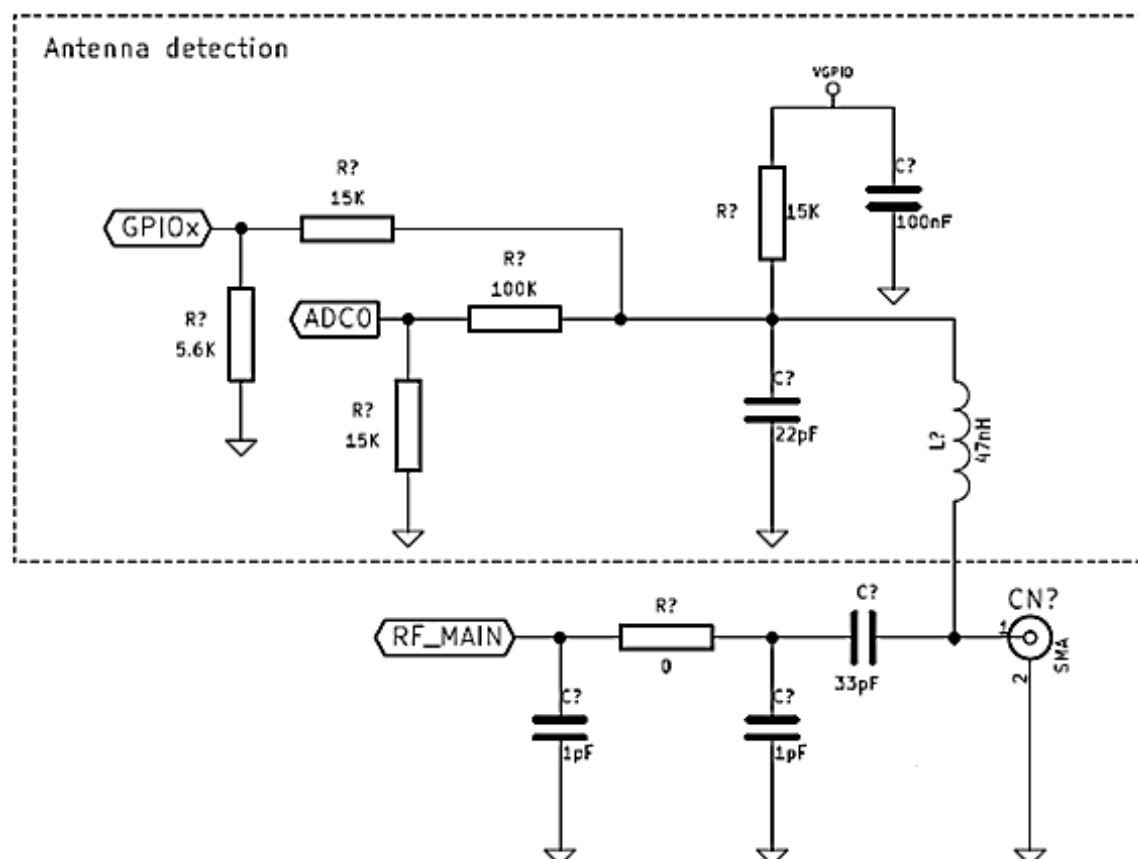 Antenna detection
VGPIO
R?
15K
C?
100nF
R?
15K
GPIOx
R?
100K
ADC0
R?
5.6K
C?
22pF
R?
15K
L?
47nH
C?
33pF
CN?
1
2
SMA
R?
0
RF_MAIN
C?
1pF
C?
1pF